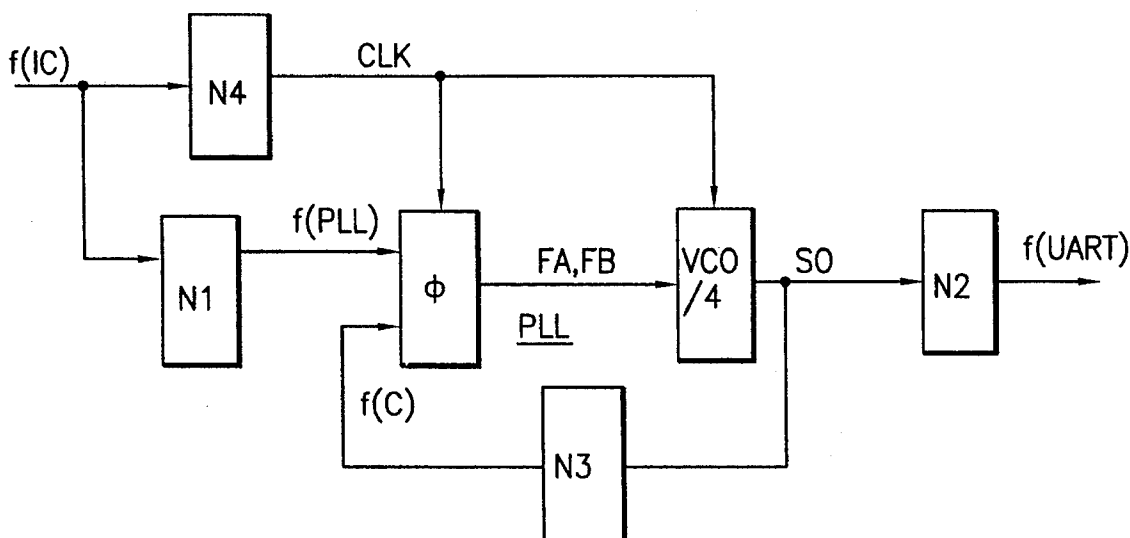 f(IC)
N4
CLK
N1
f(PLL)
Φ
FA,FB
PLL
VCO
/4
SO
N2
f(UART)
f(C)
N3